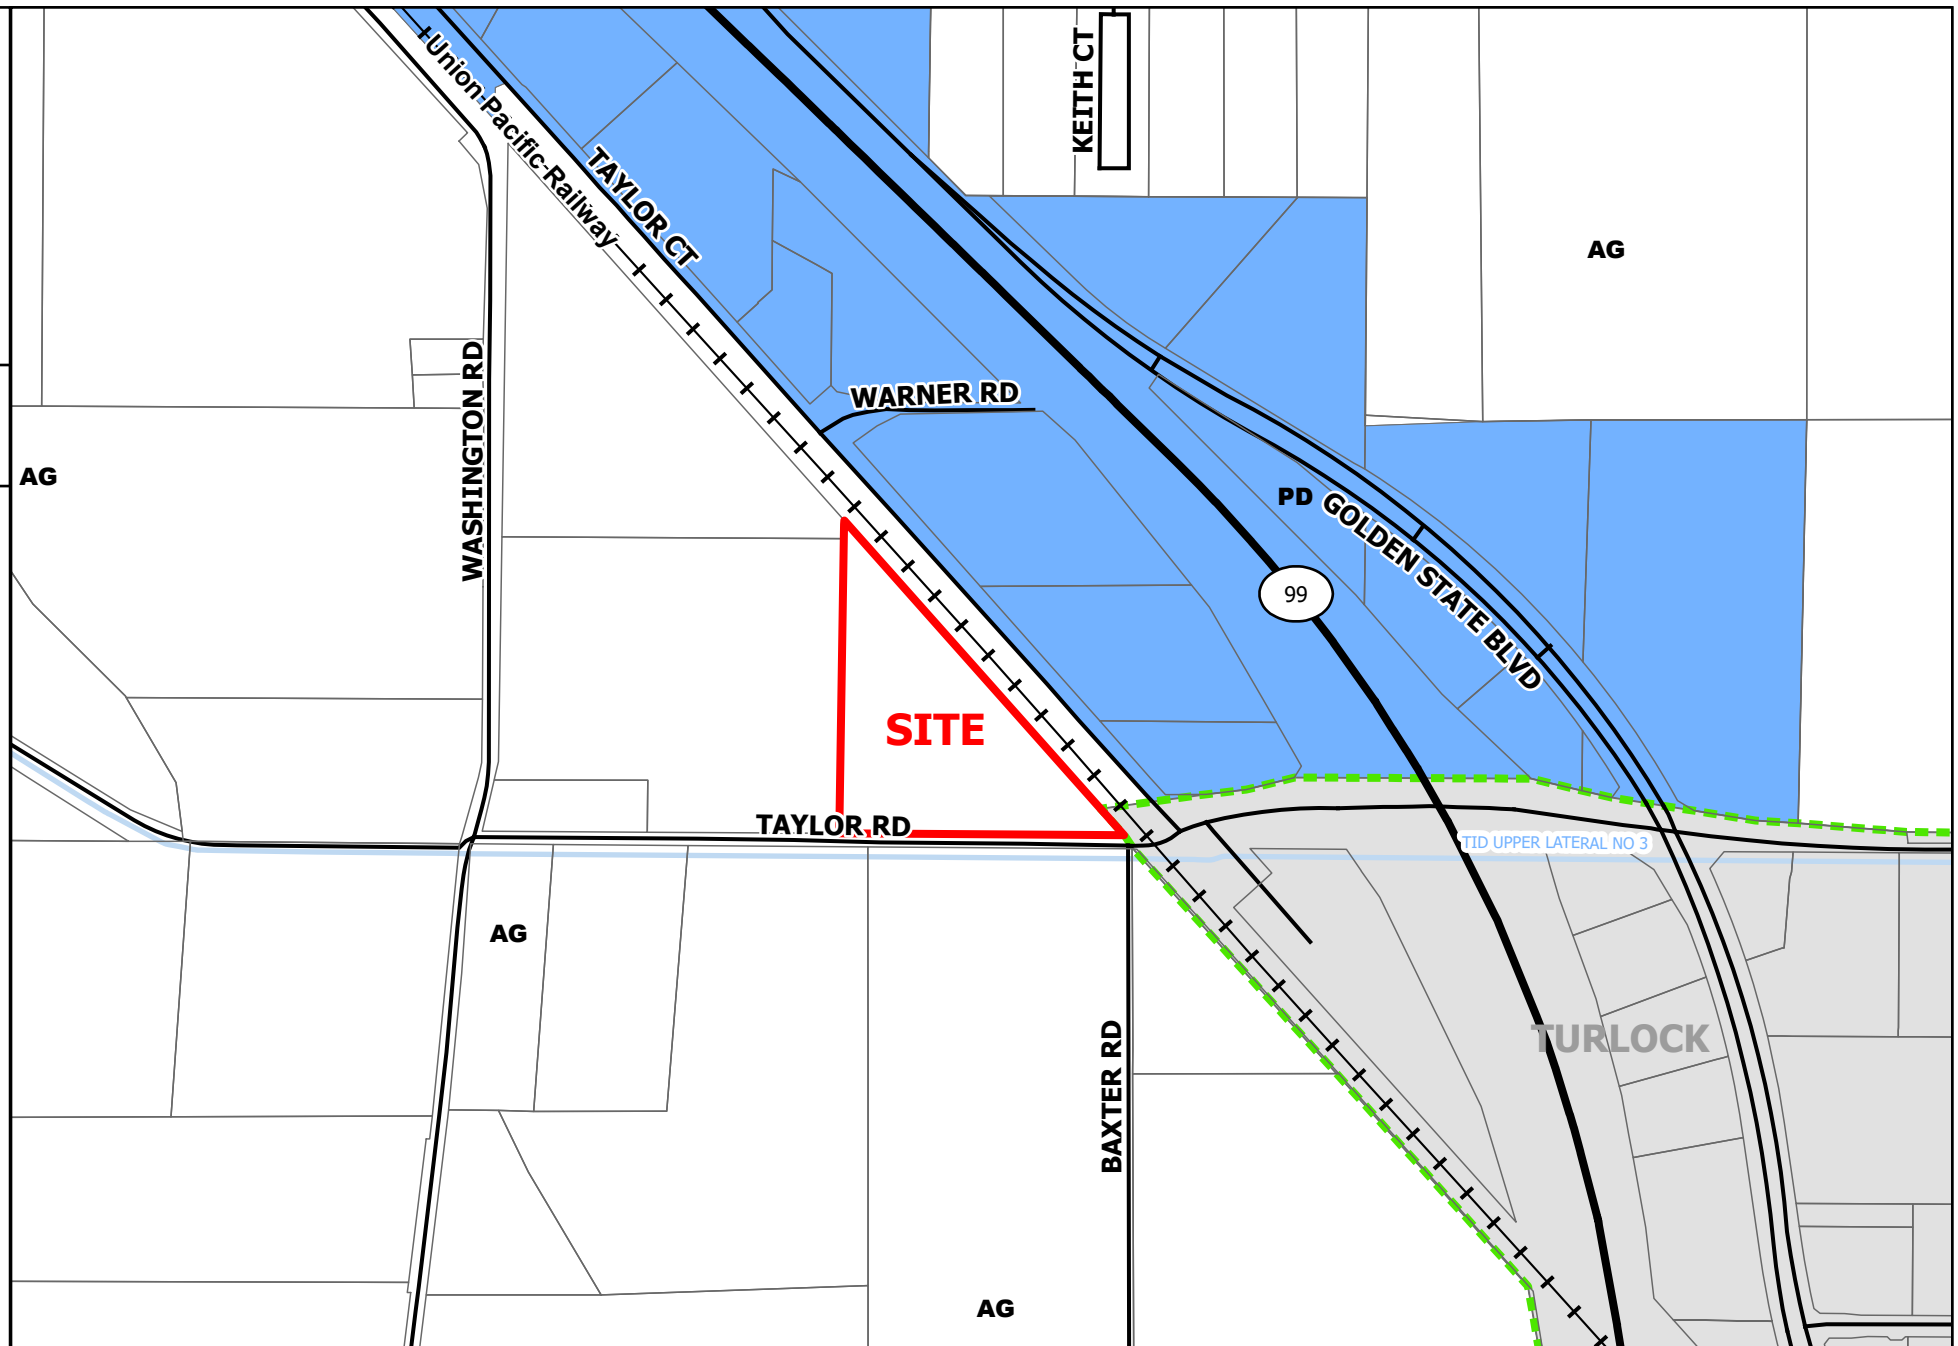 KEITH CT
Union Pacific Railway
TAYLOR CT
AG
WASHINGTON RD
WARNER RD
AG
PD
GOLDEN STATE BLVD
99
SITE
TAYLOR RD
TID UPPER LATERAL NO 3
AG
TURLOCK
BAXTER RD
AG